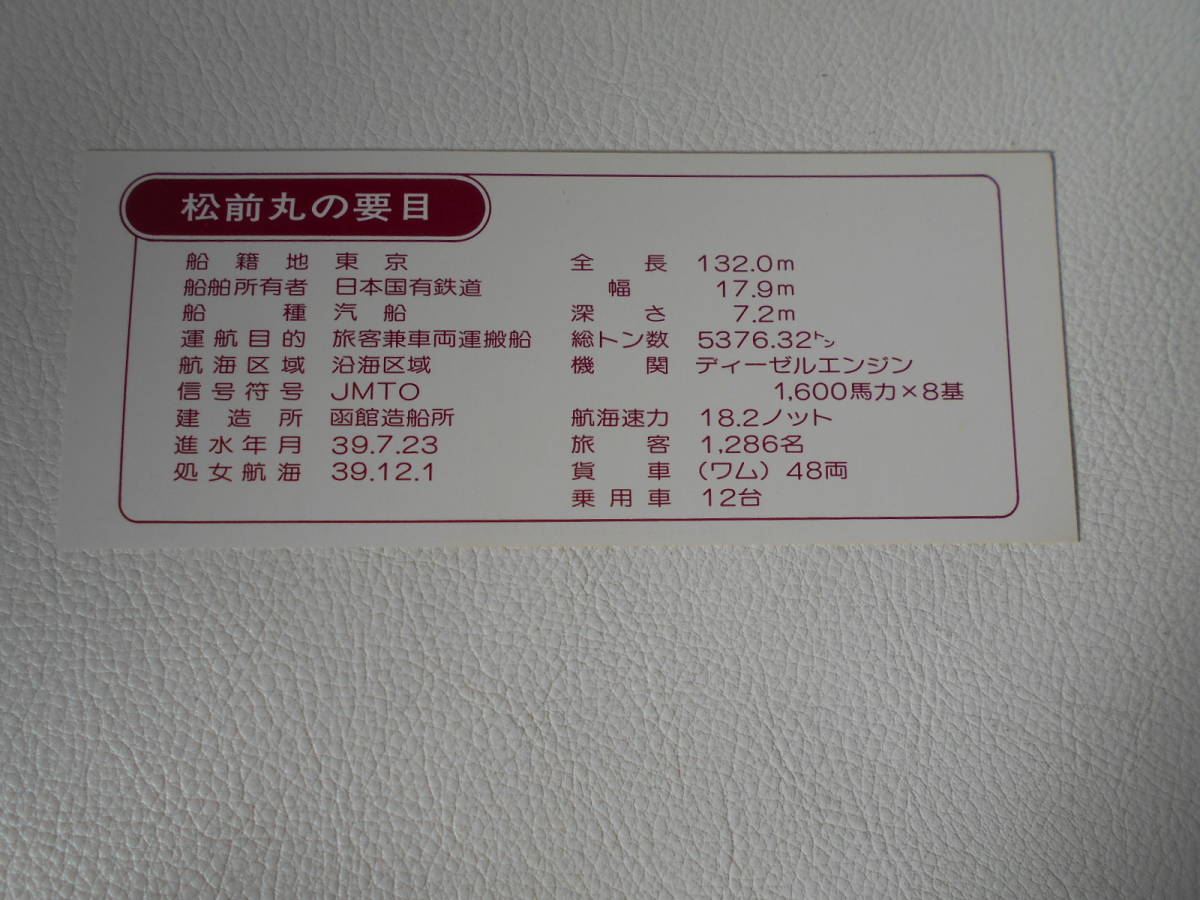 松前丸の要目
船籍地 東京
船舶所有者 日本国有鉄道
船種 汽船
運航目的 旅客兼車両運搬船
航海区域 沿海区域
信号符号 JMTO
建造所 函館造船所
進水年月 39.7.23
処女航海 39.12.1
全長 132.0m
幅 17.9m
深さ 7.2m
総トン数 5376.32㌧
機関 ディーゼルエンジン
1,600馬力×8基
航海速力 18.2ノット
旅客 1,286名
貨車 (ワム) 48両
乗用車 12台